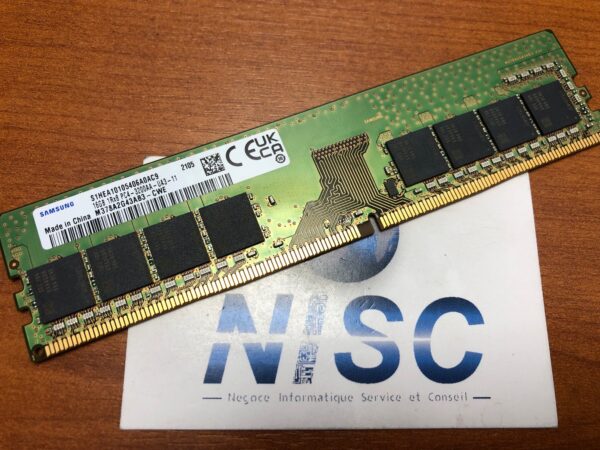 S1HEA10105406A0AC9 2105
16GB 1Rx8 PC4-3200AA-UA3-11
SAMSUNG
Made in China M378A2G43AB3-CWE
CE UK CA
NISC
Negoce Informatique Service et Conseil